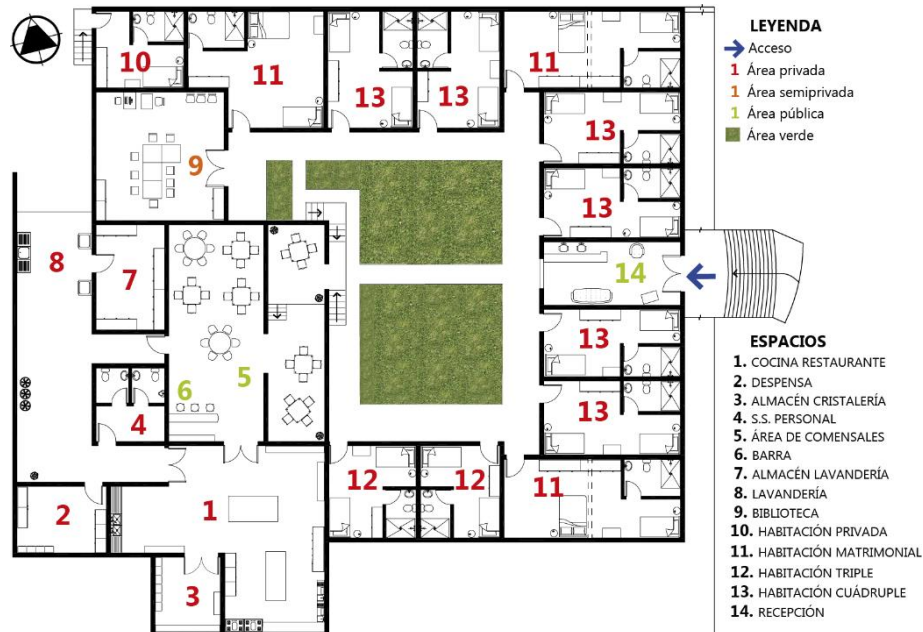 LEYENDA
Acceso
1 Área privada
1 Área semiprivada
1 Área pública
Área verde
10
11
13
13
11
13
9
13
8
7
14
5
13
6
4
13
12
12
11
2
1
3
ESPACIOS
1. COCINA RESTAURANTE
2. DESPENSA
3. ALMACÉN CRISTALERÍA
4. S.S. PERSONAL
5. ÁREA DE COMENSALES
6. BARRA
7. ALMACÉN LAVANDERÍA
8. LAVANDERÍA
9. BIBLIOTECA
10. HABITACIÓN PRIVADA
11. HABITACIÓN MATRIMONIAL
12. HABITACIÓN TRIPLE
13. HABITACIÓN CUÁDRUPLE
14. RECEPCIÓN